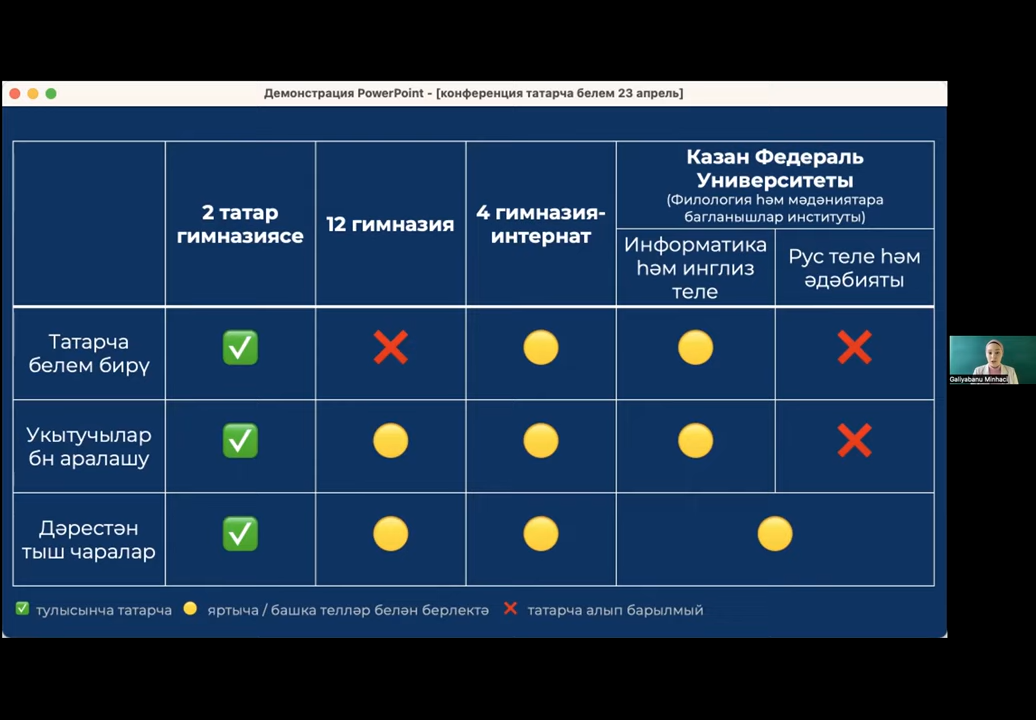 Демонстрация PowerPoint - [конференция татарча белем 23 апрель]
2 татар
гимназиясе
12 гимназия
4 гимназия-
интернат
Казан Федераль
Университеты
(Филология һәм мәдәниятара
багланышлар институты)
Информатика
һәм инглиз
теле
Рус теле һәм
әдәбияты
Татарча
белем бирү
Укытучылар
бн аралашу
Дәрестән
тыш чаралар
тулысынча татарча
яртыча / башка телләр белән берлектә
татарча алып барылмый
Galiyabanu Minhaci